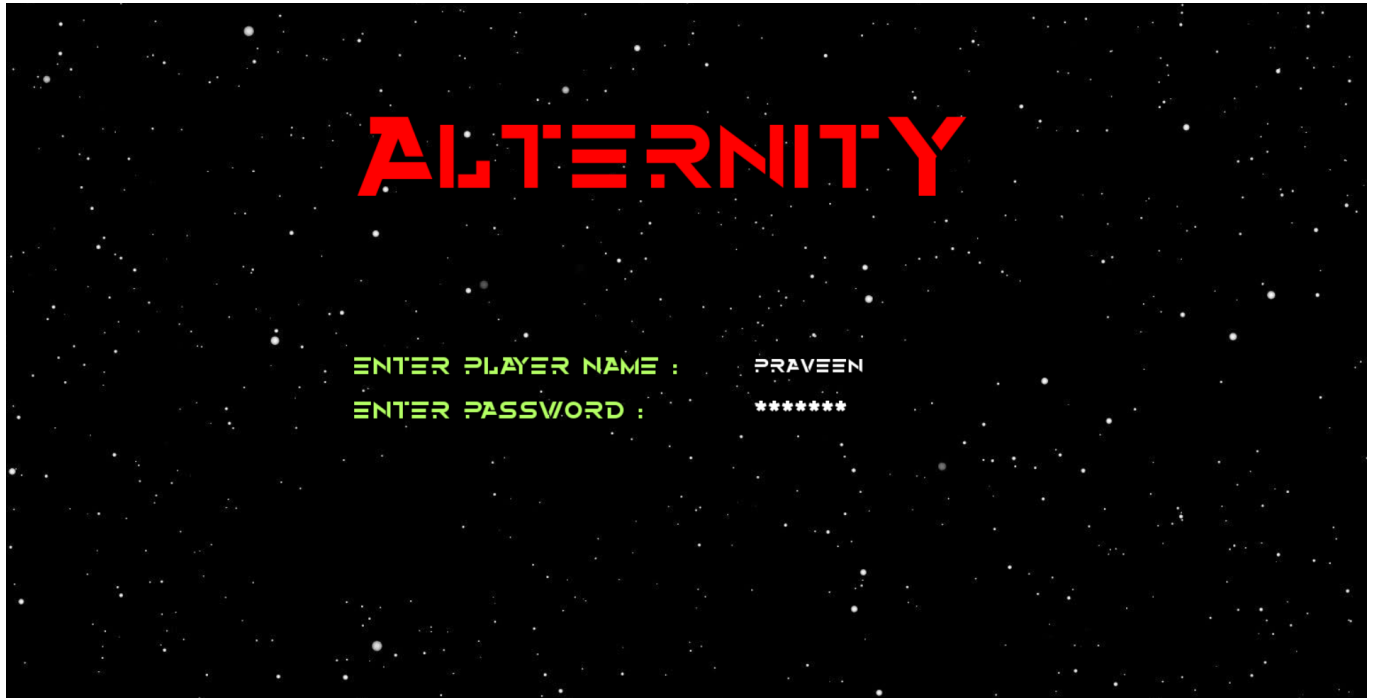 ALTERNITY
ENTER PLAYER NAME : PRAVEEN
ENTER PASSWORD : *******